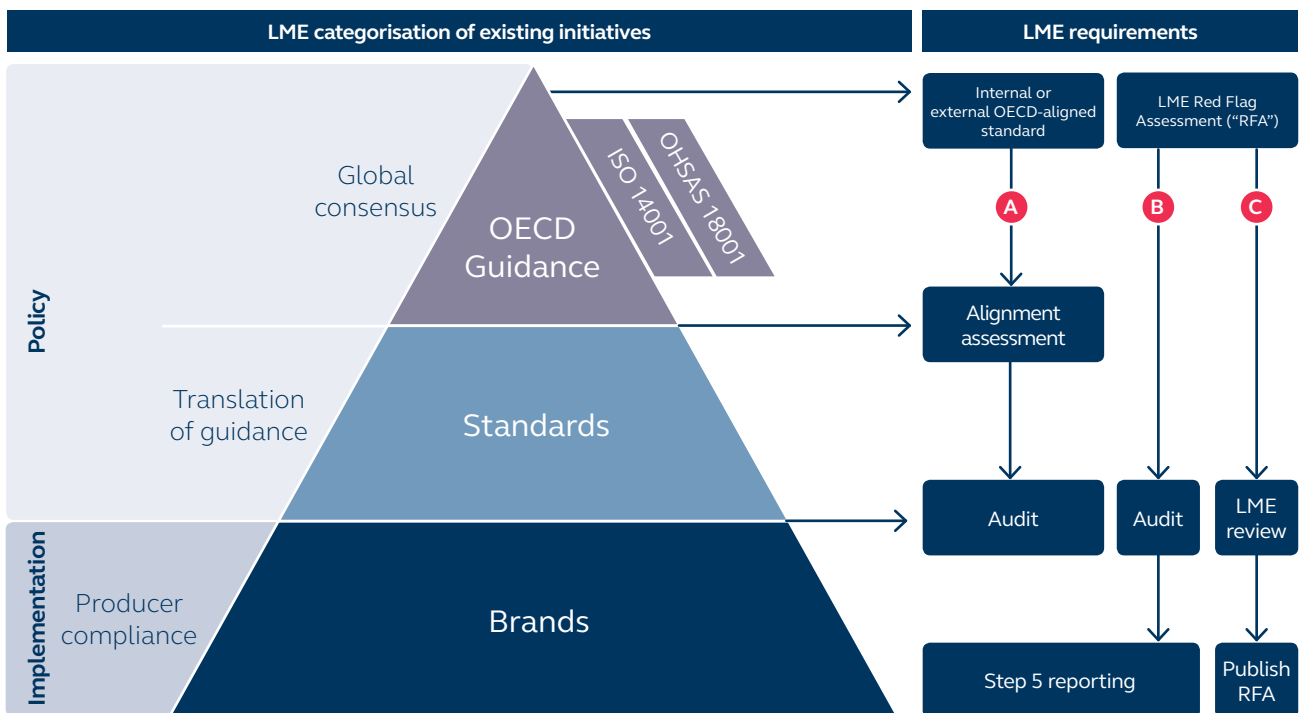 LME categorisation of existing initiatives
LME requirements
Policy
Global
consensus
OECD
Guidance
ISO 14001
OHSAS 18001
Translation
of guidance
Standards
Implementation
Producer
compliance
Brands
Internal or
external OECD-aligned
standard
LME Red Flag
Assessment (“RFA”)
A
B
C
Alignment
assessment
Audit
Audit
LME
review
Step 5 reporting
Publish
RFA